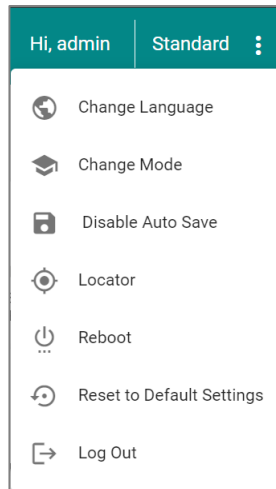 Hi, admin
Standard
Change Language
Change Mode
Disable Auto Save
Locator
Reboot
Reset to Default Settings
Log Out